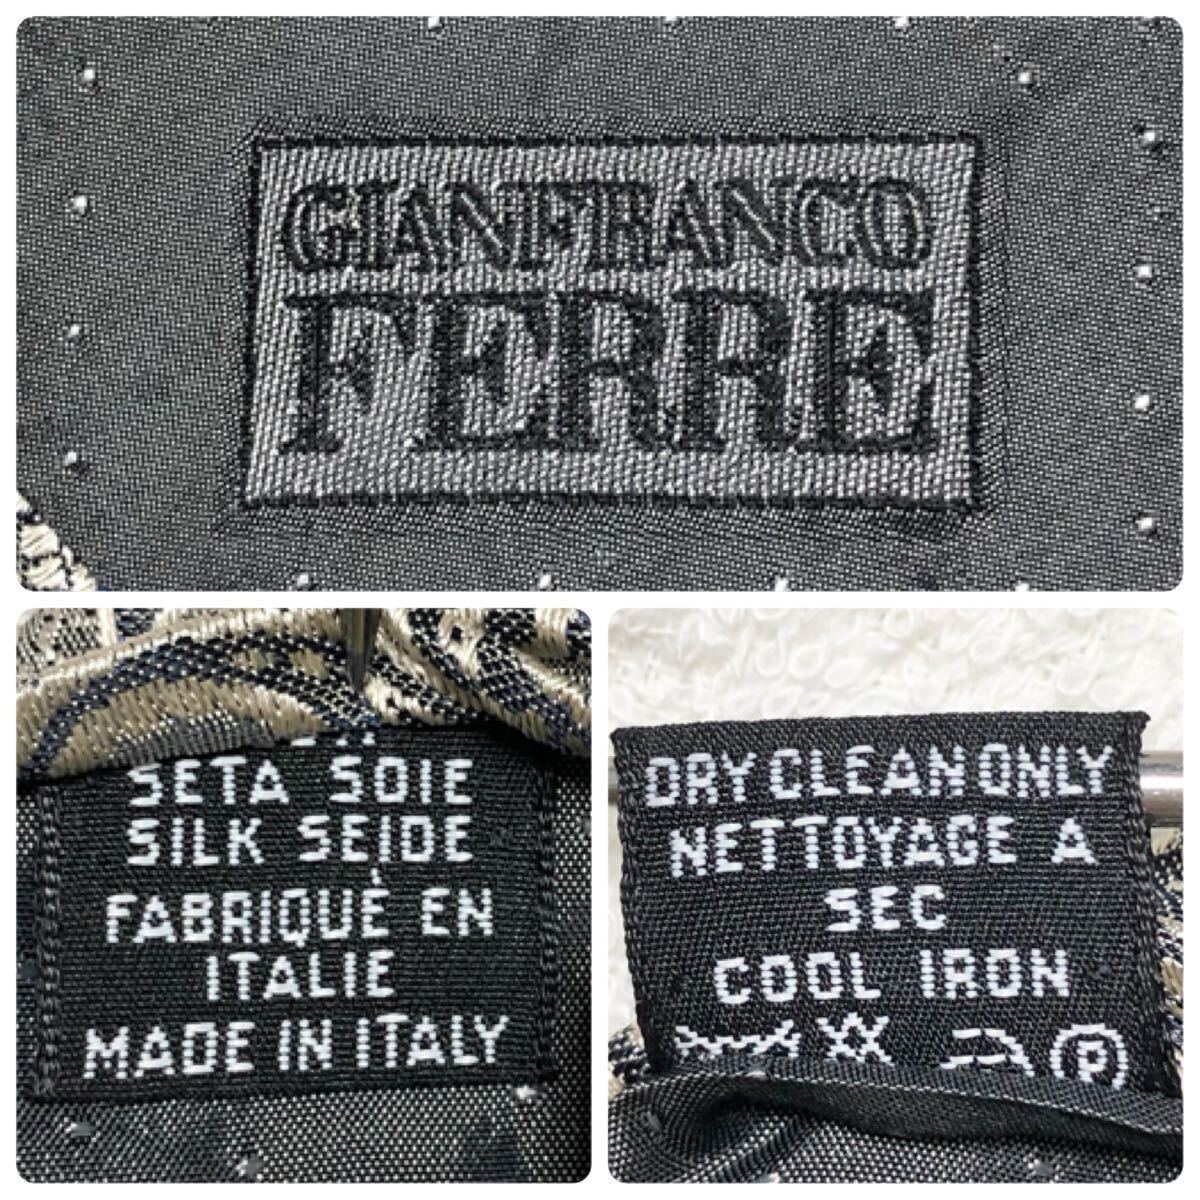 GIANFRANCO
FERRE
SETA SOIE
SILK SEIDE
FABRIQUÉ EN
ITALIE
MADE IN ITALY
DRY CLEAN ONLY
NETTOYAGE A
SEC
COOL IRON
P